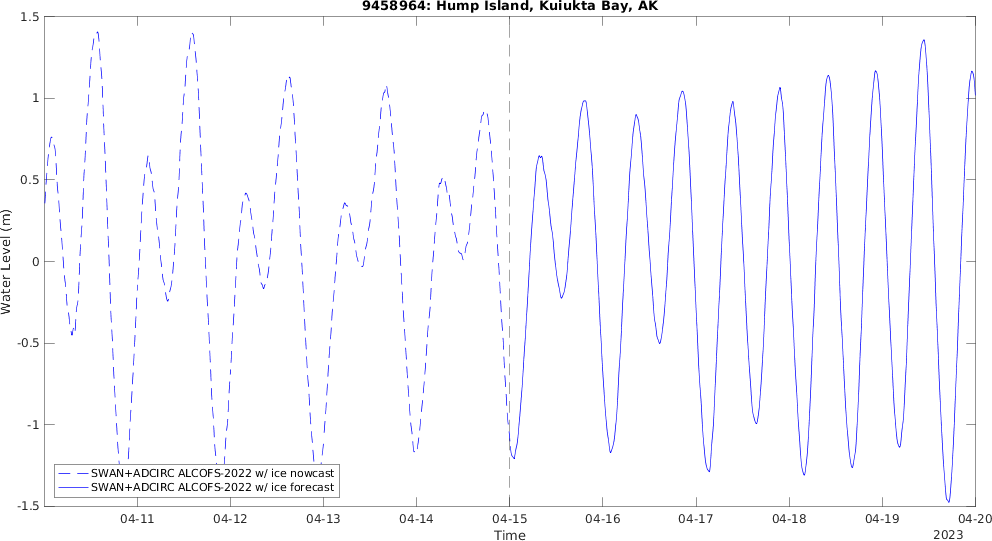 9458964: Hump Island, Kuiukta Bay, AK
1.5
1
0.5
0
-0.5
-1
-1.5
Water Level (m)
SWAN+ADCIRC ALCOFS-2022 w/ ice nowcast
SWAN+ADCIRC ALCOFS-2022 w/ ice forecast
04-11 04-12 04-13 04-14 04-15 04-16 04-17 04-18 04-19 04-20
Time
2023